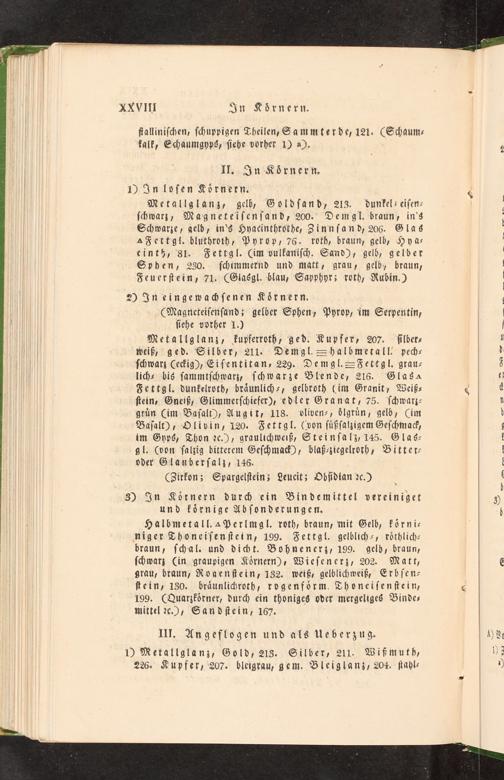 XXVIII In Körnern.
ſtallinischen, ſchuppigen Theilen, Sammterde, 121. (Schaum-
kalk, Schaumgyps, ſiehe vorher 1) a).
II. In Körnern.
1) In loſen Körnern.
Metallglanz, gelb, Goldſand, 213. dunkel-eiſen-
ſchwarz, Magneteiſenſand, 200. Demgl. braun, in's
Schwarze, gelb, in's Hyacinthrothe, Zinnſand, 206. Glas
▵ Fettgl. blutroth, Pyrop, 76. roth, braun, gelb, Hya-
cinth, 81. Fettgl. (im vulkaniſch. Sand), gelb, gelber
Sphen, 230. ſchimmernd und matt, grau, gelb, braun,
Feuerſtein, 71. (Glasgl. blau, Sapphyr; roth, Rubin.)
2) In eingewachſenen Körnern.
(Magneteiſenſand; gelber Sphen, Pyrop, im Serpentin,
ſiehe vorher 1.)
Metallglanz, kupferroth, ged. Kupfer, 207. ſilber-
weiß, ged. Silber, 211. Demgl. ≡ halbmetall. pech-
ſchwarz (eckig), Eiſentitan, 229. Demgl. ≡ Fettgl. grau-
lich- bis ſammtſchwarz, ſchwarze Blende, 216. Glas ▵
Fettgl. dunkelroth, bräumlich-, gelbroth (im Granit, Weiß-
ſtein, Gneiß, Glimmerſchiefer), edler Granat, 75. ſchwarz-
grün (im Baſalt), Augit, 118. oliven-, ölgrün, gelb, (im
Baſalt), Olivin, 120. Fettgl. (von ſüßſalzigem Geſchmack,
im Gyps, Thon ꝛc.), graulichweiß, Steinſalz, 145. Glas-
gl. (von ſalzig bitterem Geſchmack), blaß-ziegelroth, Bitter-
oder Glauberſalz, 146.
(Zirkon; Spargelſtein; Leucit; Obſidian ꝛc.)
3) In Körnern durch ein Bindemittel vereiniget
und körnige Abſonderungen.
Halbmetall. ▵ Perlmgl. roth, braun, mit Gelb, körni-
niger Thoneiſenſtein, 199. Fettgl. gelblich-, röthlich-
braun, ſchal. und dicht. Bohnenerz, 199. gelb, braun,
ſchwarz (in graupigen Körnern), Wieſenerz, 202. Matt,
grau, braun, Rogenſtein, 132. weiß, gelblichweiß, Erbſen-
ſtein, 130. bräunlichroth, rogenförm. Thoneiſenſtein,
199. (Quarzkörner, durch ein thoniges oder mergeliges Binde-
mittel ꝛc.), Sandſtein, 167.
III. Angeflogen und als Ueberzug.
1) Metallglanz, Gold, 213. Silber, 211. Wißmuth,
226. Kupfer, 207. bleigrau, gem. Bleiglanz, 204. ſtahl-